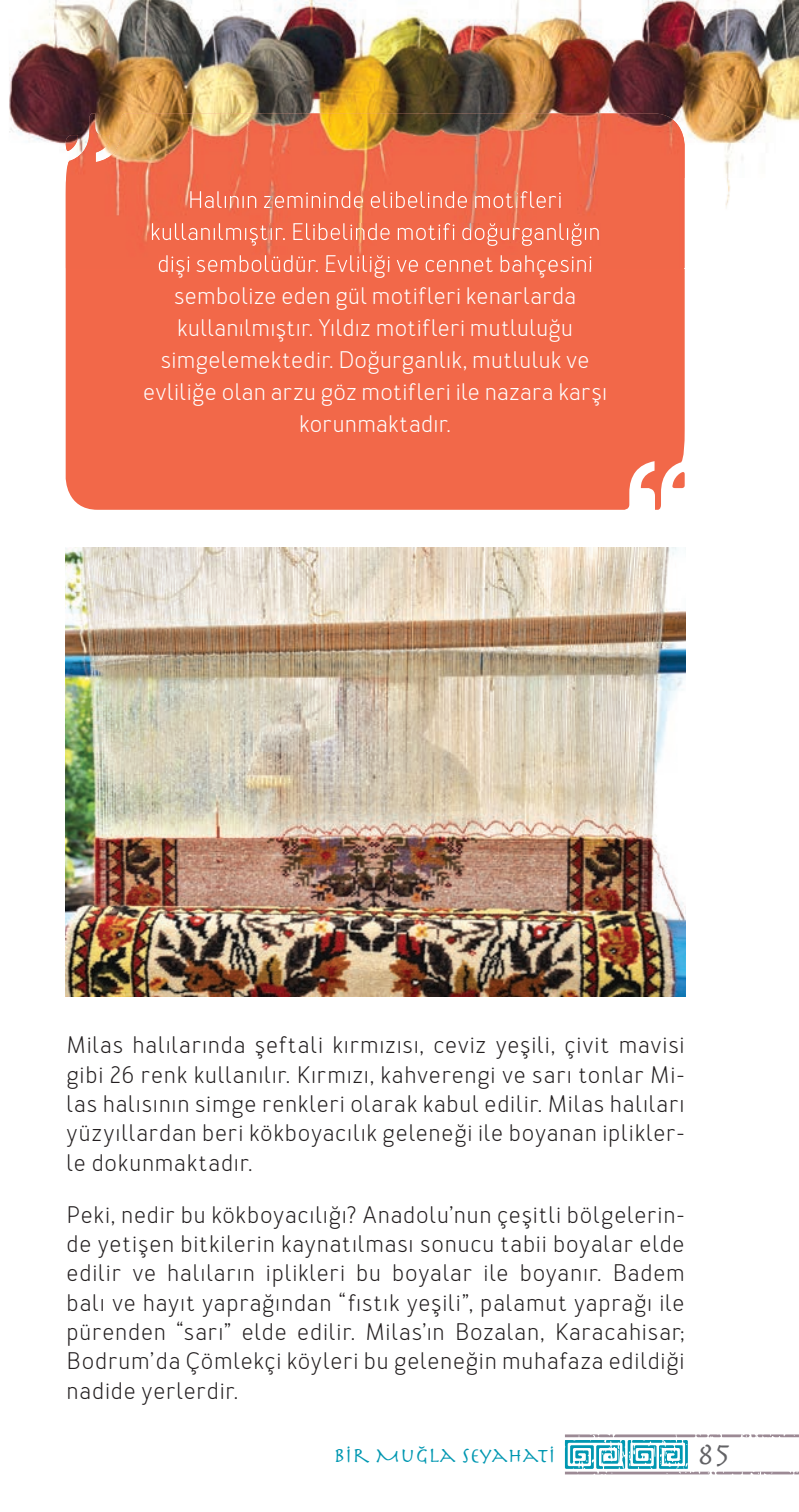 Halının zemininde elibelinde motifleri
kullanılmıştır. Elibelinde motifi doğurganlığın
dişi sembolüdür. Evliliği ve cennet bahçesini
sembolize eden gül motifleri kenarlarda
kullanılmıştır. Yıldız motifleri mutluluğu
simgelemektedir. Doğurganlık, mutluluk ve
evliliğe olan arzu göz motifleri ile nazara karşı
korunmaktadır.
Milas halılarında şeftali kırmızısı, ceviz yeşili, çivit mavisi
gibi 26 renk kullanılır. Kırmızı, kahverengi ve sarı tonlar Mi-
las halısının simge renkleri olarak kabul edilir. Milas halıları
yüzyıllardan beri kökboyacılık geleneği ile boyanan iplikler-
le dokunmaktadır.
Peki, nedir bu kökboyacılığı? Anadolu’nun çeşitli bölgelerin-
de yetişen bitkilerin kaynatılması sonucu tabii boyalar elde
edilir ve halıların iplikleri bu boyalar ile boyanır. Badem
balı ve hayıt yaprağından “fıstık yeşili”, palamut yaprağı ile
pürenden “sarı” elde edilir. Milas’ın Bozalan, Karacahisar;
Bodrum’da Çömlekçi köyleri bu geleneğin muhafaza edildiği
nadide yerlerdir.
BİR MUĞLA SEYAHATİ 85